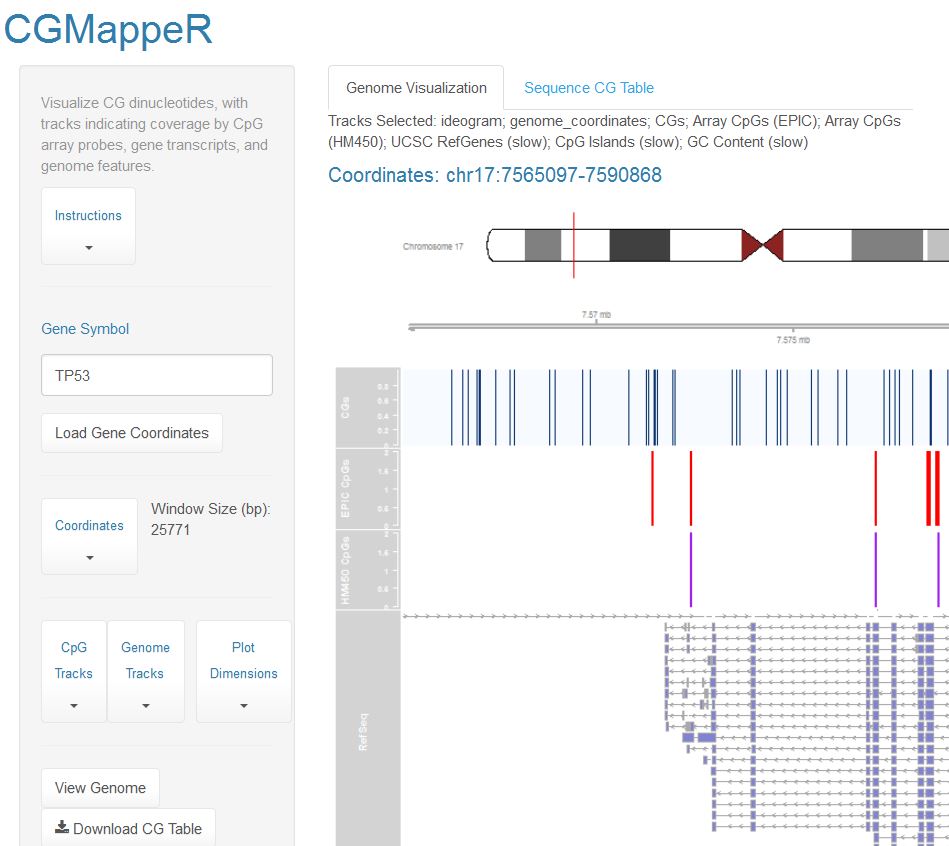 CGMappeR
Visualize CG dinucleotides, with
tracks indicating coverage by CpG
array probes, gene transcripts, and
genome features.
Instructions
Gene Symbol
TP53
Load Gene Coordinates
Coordinates
Window Size (bp):
25771
CpG
Tracks
Genome
Tracks
Plot
Dimensions
View Genome
Download CG Table
Genome Visualization
Sequence CG Table
Tracks Selected: ideogram; genome_coordinates; CGs; Array CpGs (EPIC); Array CpGs
(HM450); UCSC RefGenes (slow); CpG Islands (slow); GC Content (slow)
Coordinates: chr17:7565097-7590868
Chromosome 17
7.57 mb
7.575 mb
CGs
0.8
0.6
0.4
0.2
0
EPIC CpGs
2
1.5
1
0.5
0
HM450 CpGs
2
1.5
1
0.5
0
RefSeq